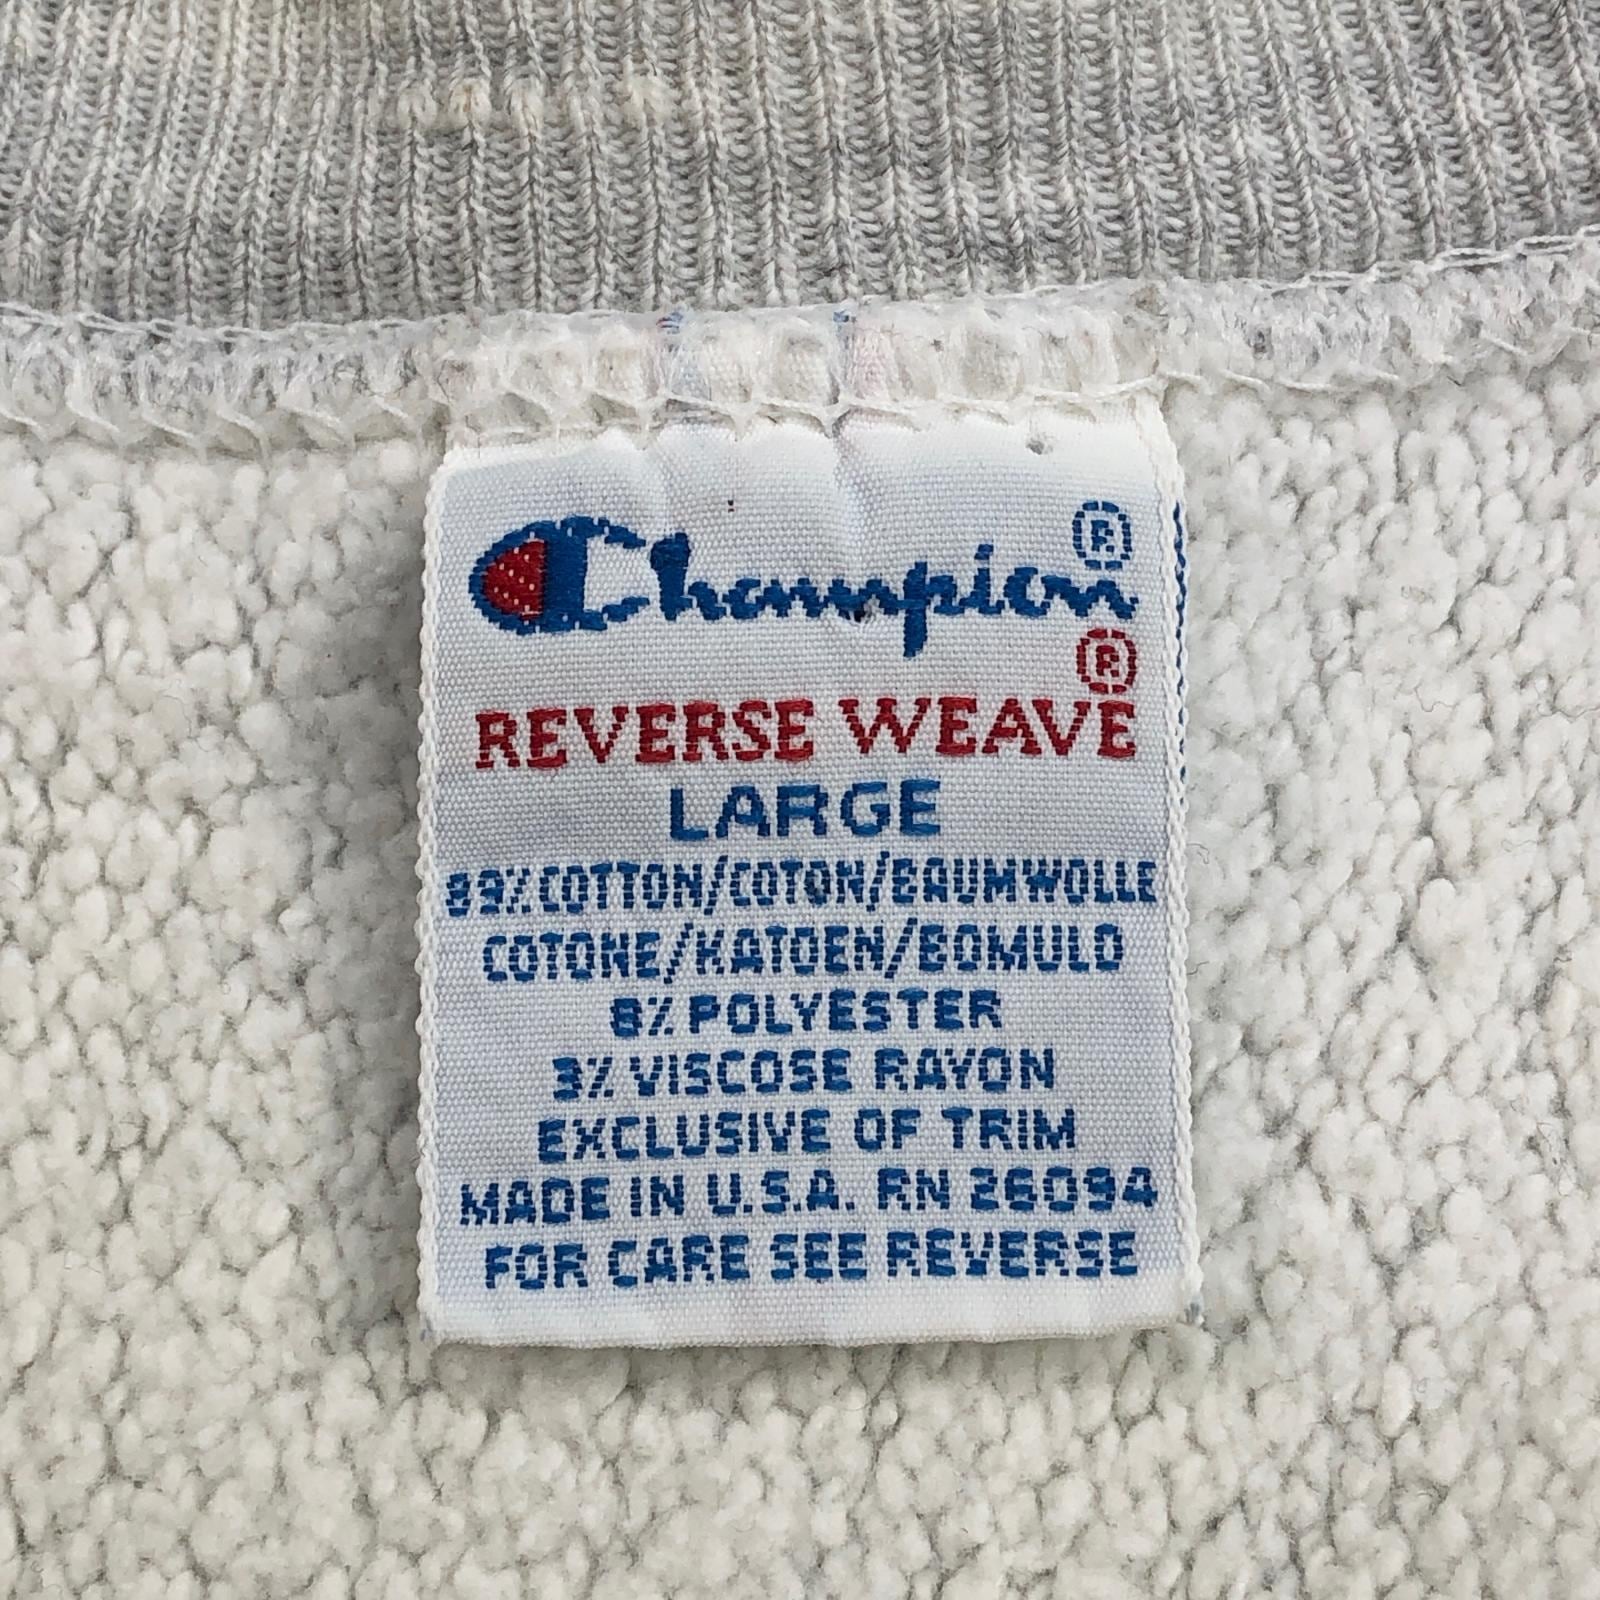 Champion®
REVERSE WEAVE®
LARGE
89% COTTON/COTON/BAUMWOLLE
COTONE/KATOEN/BOMULD
8% POLYESTER
3% VISCOSE RAYON
EXCLUSIVE OF TRIM
MADE IN U.S.A. RN 26094
FOR CARE SEE REVERSE